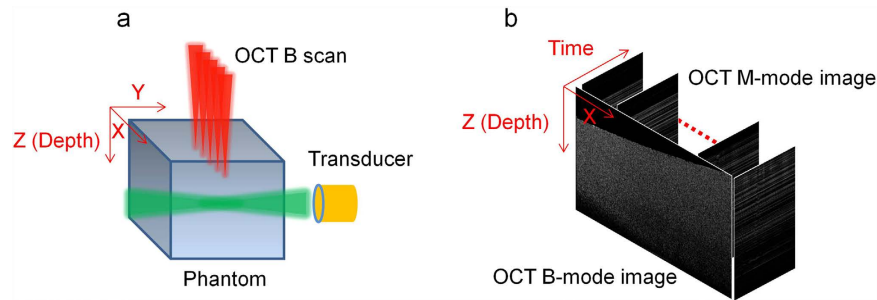 a
OCT B scan
Y
X
Z (Depth)
Transducer
Phantom
b
Time
OCT M-mode image
X
Z (Depth)
OCT B-mode image